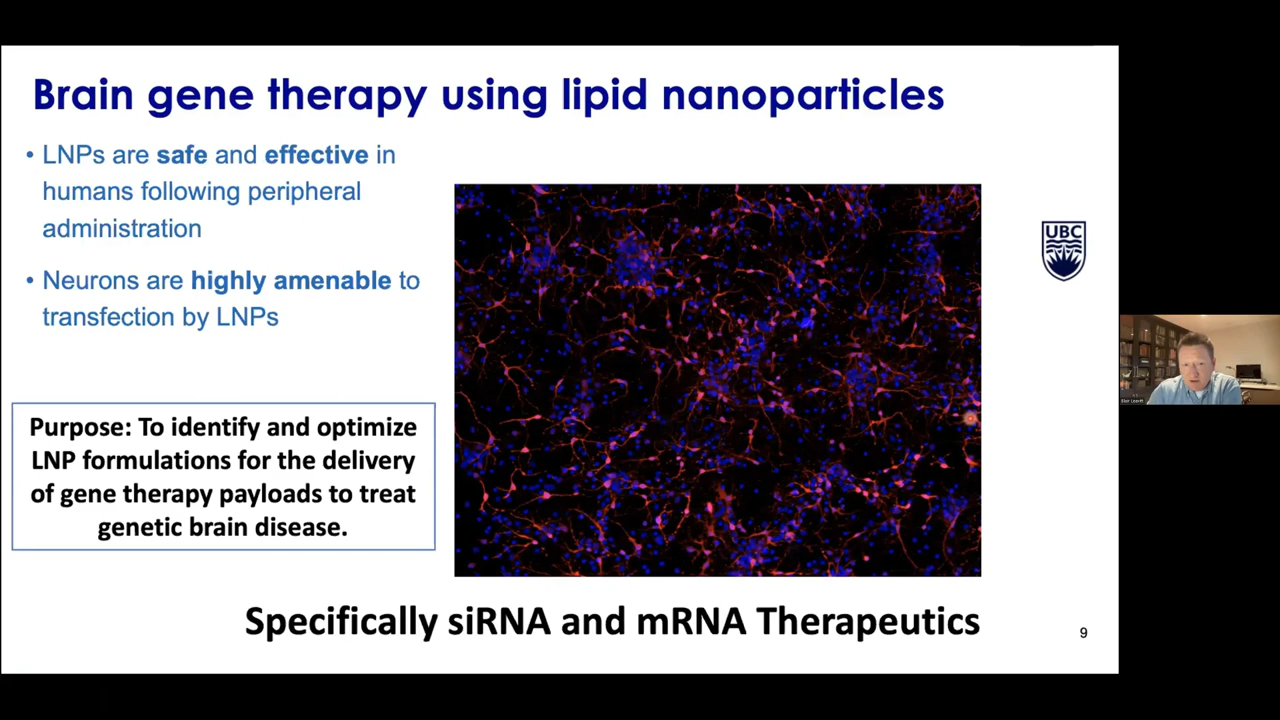 Brain gene therapy using lipid nanoparticles
• LNPs are safe and effective in
humans following peripheral
administration
• Neurons are highly amenable to
transfection by LNPs
Purpose: To identify and optimize
LNP formulations for the delivery
of gene therapy payloads to treat
genetic brain disease.
UBC
Specifically siRNA and mRNA Therapeutics
9